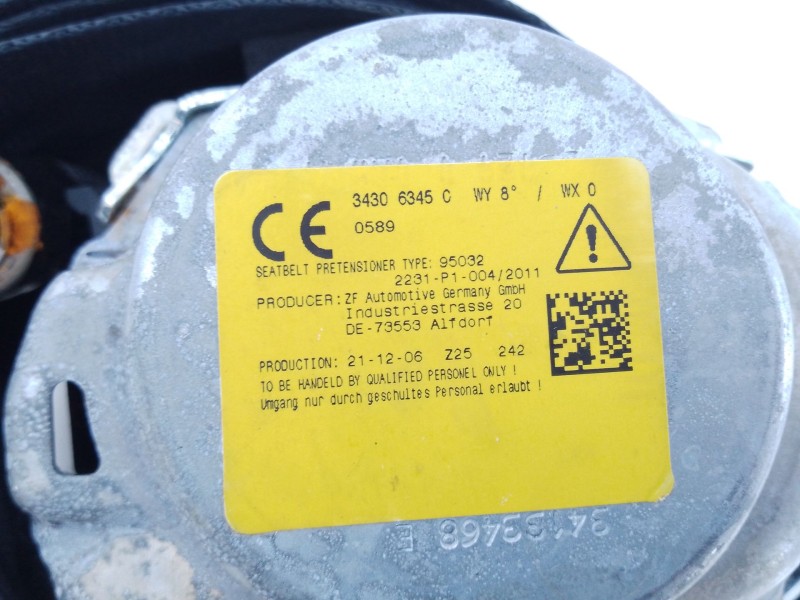 CE 3430 6345 C WY 8° / WX 0
0589
SEATBELT PRETENSIONER TYPE: 95032
2231-P1-004/2011
PRODUCER: ZF Automotive Germany GmbH
Industriestrasse 20
DE-73553 Alfdorf
PRODUCTION: 21-12-06 Z25 242
TO BE HANDELD BY QUALIFIED PERSONEL ONLY !
Umgang nur durch geschultes Personal erlaubt !
34193468 E